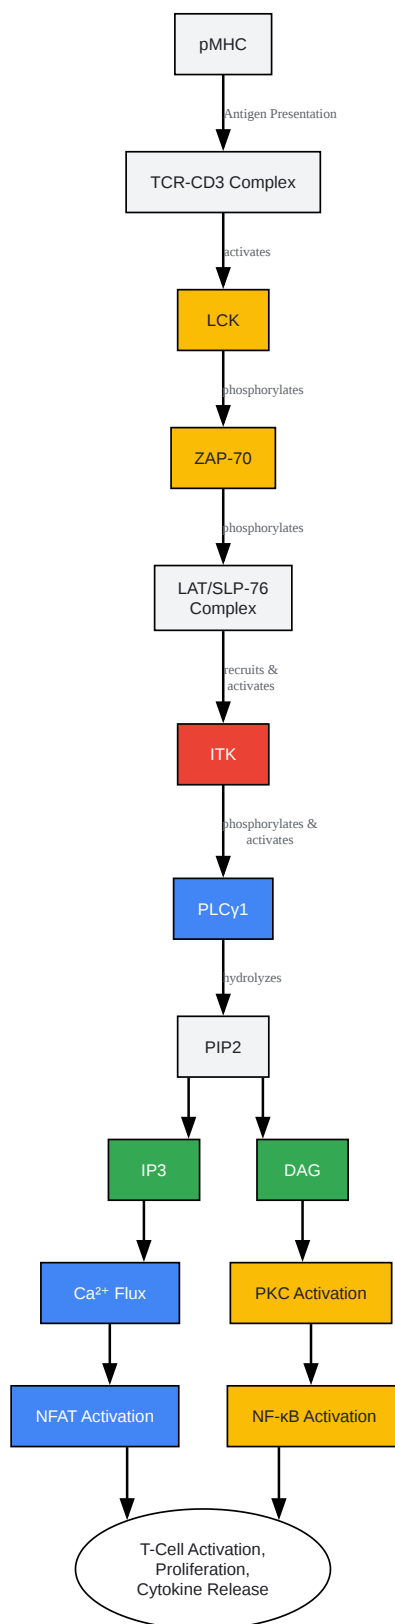 pMHC
Antigen Presentation
TCR-CD3 Complex
activates
LCK
phosphorylates
ZAP-70
phosphorylates
LAT/SLP-76
Complex
recruits &
activates
ITK
phosphorylates &
activates
PLCγ1
hydrolyzes
PIP2
IP3
DAG
Ca²⁺ Flux
PKC Activation
NFAT Activation
NF-κB Activation
T-Cell Activation,
Proliferation,
Cytokine Release